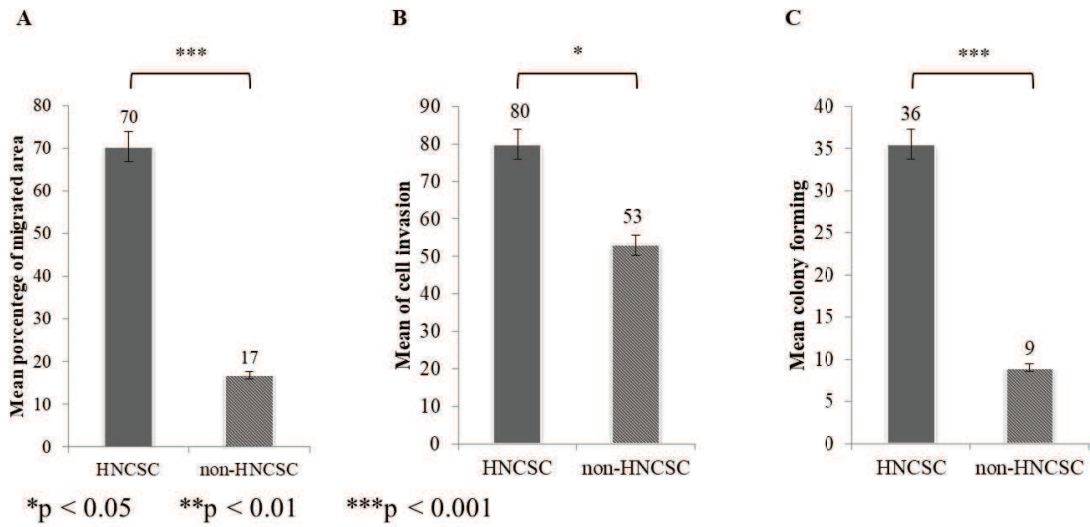 A
***
Mean porcentege of migrated area
80
70
60
50
40
30
20
10
0
70
17
HNCSC
non-HNCSC
B
*
Mean of cell invasion
90
80
70
60
50
40
30
20
10
0
80
53
HNCSC
non-HNCSC
C
***
Mean colony forming
40
35
30
25
20
15
10
5
0
36
9
HNCSC
non-HNCSC
*p < 0.05 **p < 0.01 ***p < 0.001